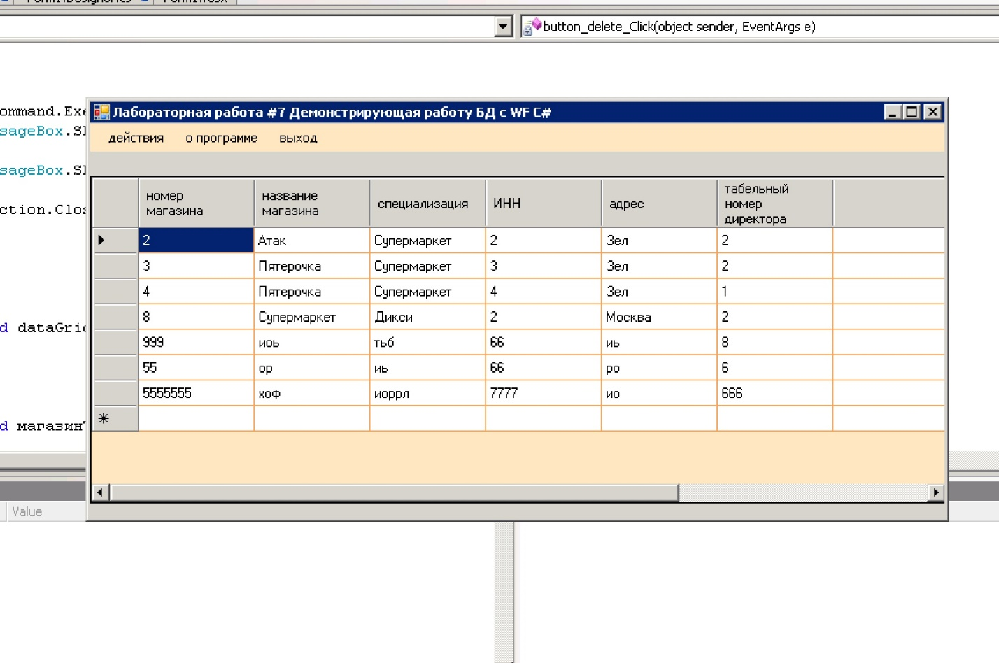 button_delete_Click(object sender, EventArgs e)
ommand.Exe
Лабораторная работа #7 Демонстрирующая работу БД с WF C#
sageBox.Sh
действия о программе выход
sageBox.Sh
номер магазина название магазина специализация ИНН адрес табельный номер директора
ction.Clos
2 Атак Супермаркет 2 Зел 2
3 Пятерочка Супермаркет 3 Зел 2
4 Пятерочка Супермаркет 4 Зел 1
8 Супермаркет Дикси 2 Москва 2
d dataGrid
999 иоь тьб 66 иь 8
55 ор иь 66 ро 6
5555555 хоф иоррл 7777 ио 666
d магазин
Value